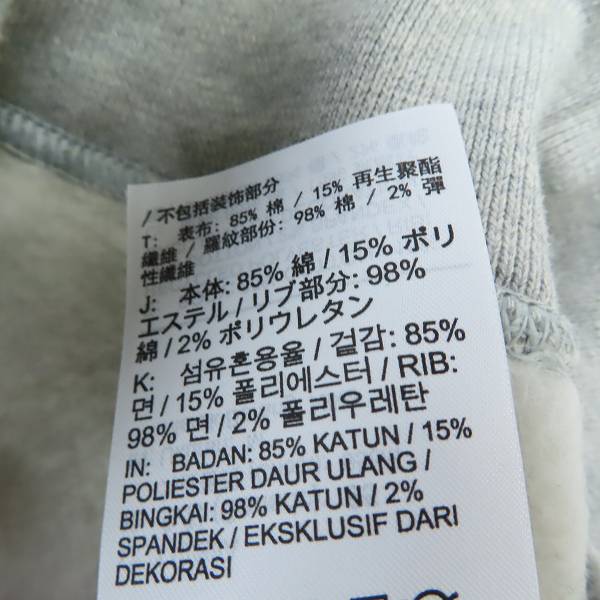 / 不包括装饰部分
T: 表布: 85% 棉 / 15% 再生聚酯
纖維 / 羅紋部份: 98% 棉 / 2% 彈
性纖維
J: 本体: 85% 綿 / 15% ポリ
エステル / リブ部分: 98%
綿 / 2% ポリウレタン
K: 섬유혼용율 / 겉감: 85%
면 / 15% 폴리에스터 / RIB:
98% 면 / 2% 폴리우레탄
IN: BADAN: 85% KATUN / 15%
POLIESTER DAUR ULANG /
BINGKAI: 98% KATUN / 2%
SPANDEK / EKSKLUSIF DARI
DEKORASI